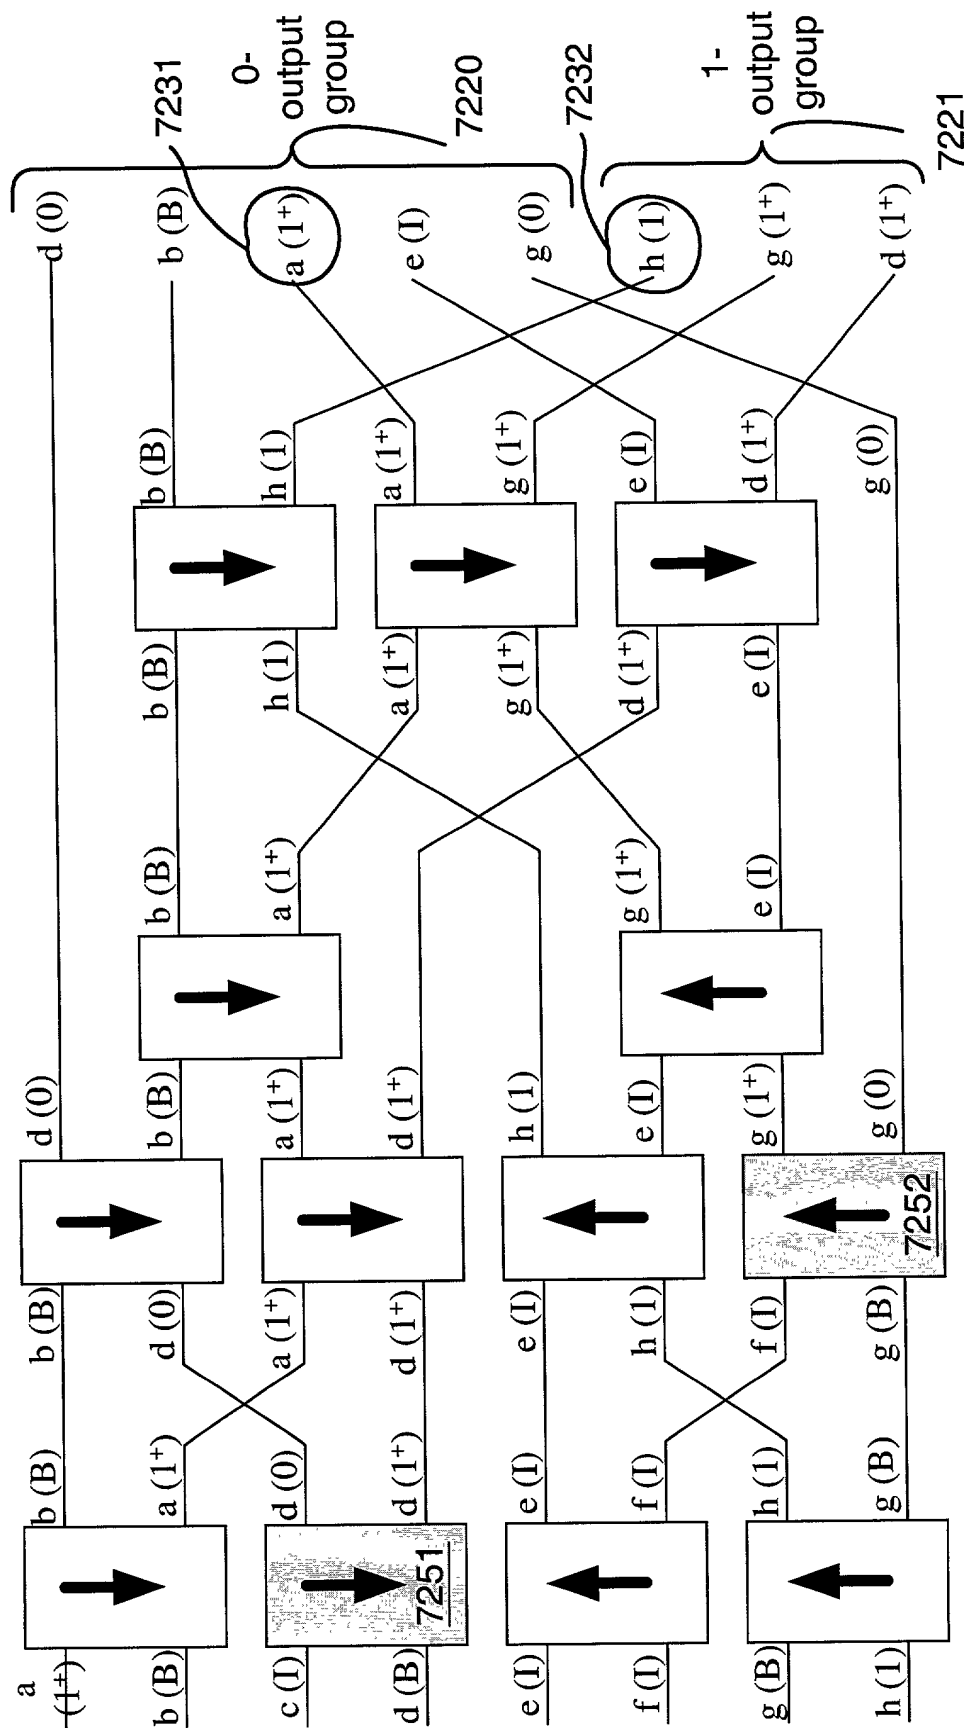 a
(1+)
b (B)
c (I)
d (B)
e (I)
f (I)
g (B)
h (1)
7251
b (B)
a (1+)
d (0)
d (1+)
e (I)
f (I)
h (1)
g (B)
b (B)
d (0)
a (1+)
d (1+)
e (I)
h (1)
f (I)
g (B)
7252
d (0)
b (B)
a (1+)
d (1+)
h (1)
e (I)
g (1+)
g (0)
b (B)
a (1+)
g (1+)
e (I)
b (B)
h (1)
a (1+)
g (1+)
d (1+)
e (I)
b (B)
h (1)
a (1+)
g (1+)
e (I)
d (1+)
g (0)
d (0)
b (B)
a (1+)
e (I)
g (0)
h (1)
g (1+)
d (1+)
7231
0-
output
group
7220
7232
1-
output
group
7221